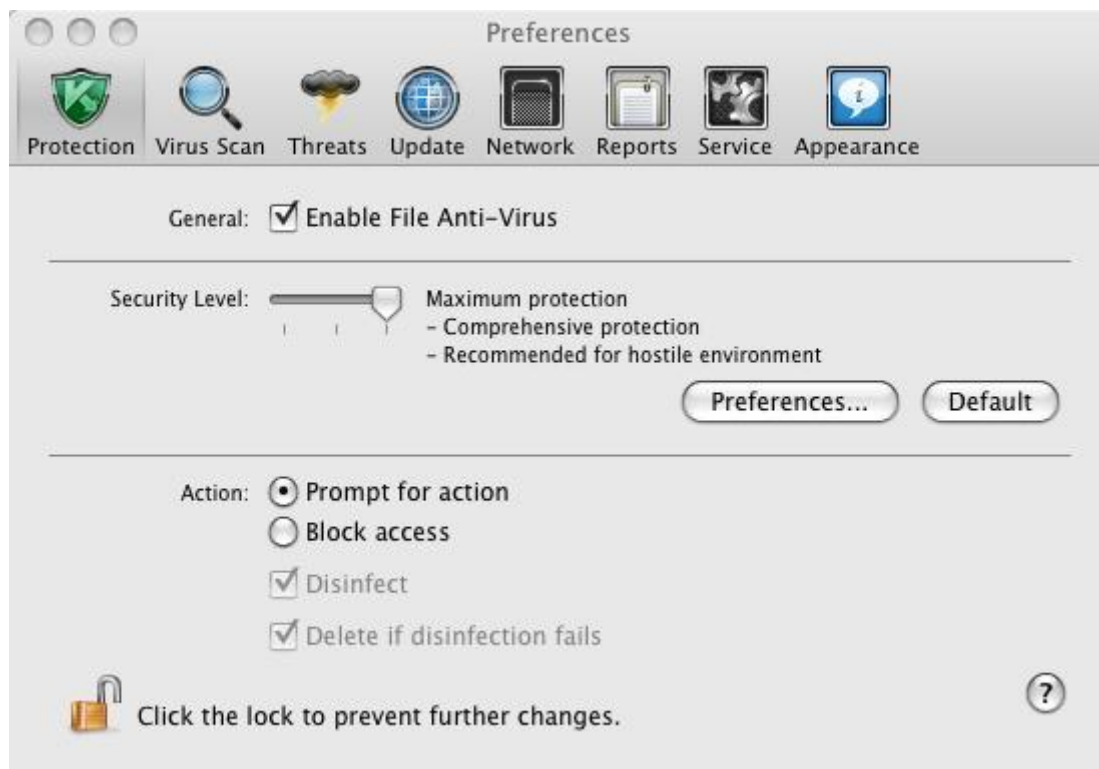 Preferences
Protection Virus Scan Threats Update Network Reports Service Appearance
General: Enable File Anti-Virus
Security Level: Maximum protection
- Comprehensive protection
- Recommended for hostile environment
Preferences... Default
Action: Prompt for action
Block access
Disinfect
Delete if disinfection fails
Click the lock to prevent further changes. ?